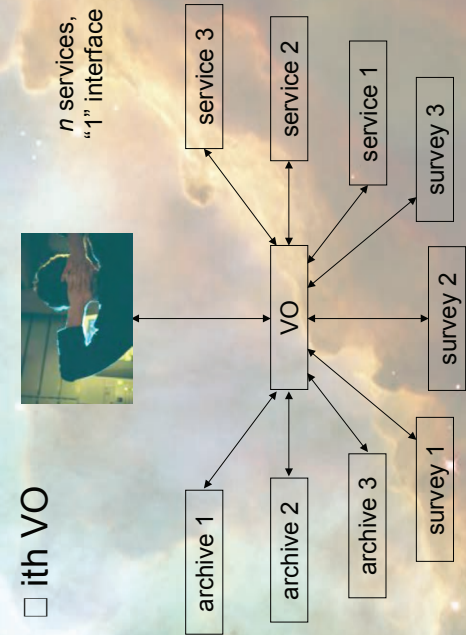 □ ith VO
n services,
“1” interface
archive 1
archive 2
archive 3
survey 1
survey 2
survey 3
service 1
service 2
service 3
VO